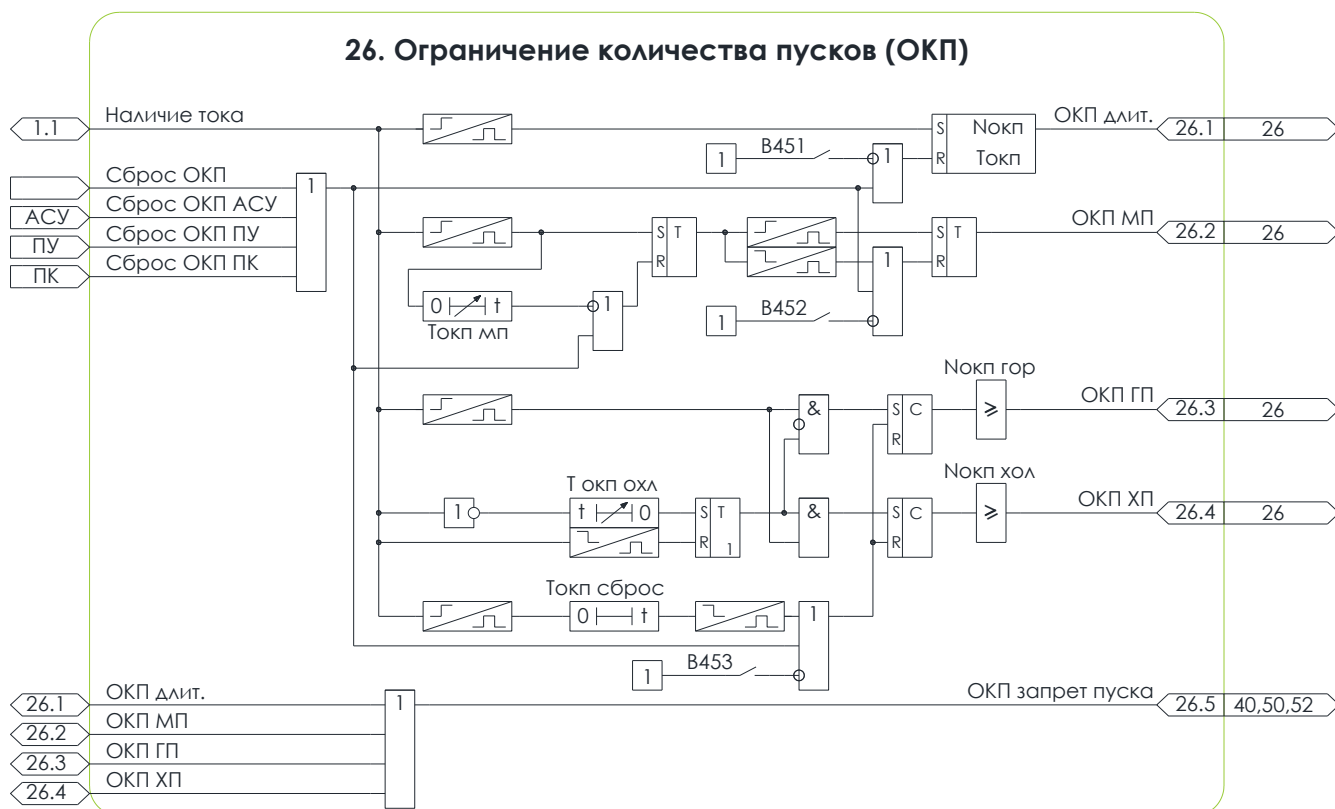 26. Ограничение количества пусков (ОКП)
1.1
Наличие тока
S
R
Nокп
Токп
ОКП длит.
26.1
26
1
B451
1
Сброс ОКП
АСУ
Сброс ОКП АСУ
ПУ
Сброс ОКП ПУ
ПК
Сброс ОКП ПК
1
S
T
R
S
T
R
ОКП МП
26.2
26
0
t
Токп мп
1
1
1
B452
Nокп гор
&
S
C
R
≥
ОКП ГП
26.3
26
Т окп охл
Nокп хол
1
t
0
S
T
R
1
&
S
C
R
≥
ОКП ХП
26.4
26
Токп сброс
0
t
1
1
B453
26.1
ОКП длит.
26.2
ОКП МП
26.3
ОКП ГП
26.4
ОКП ХП
1
ОКП запрет пуска
26.5
40,50,52